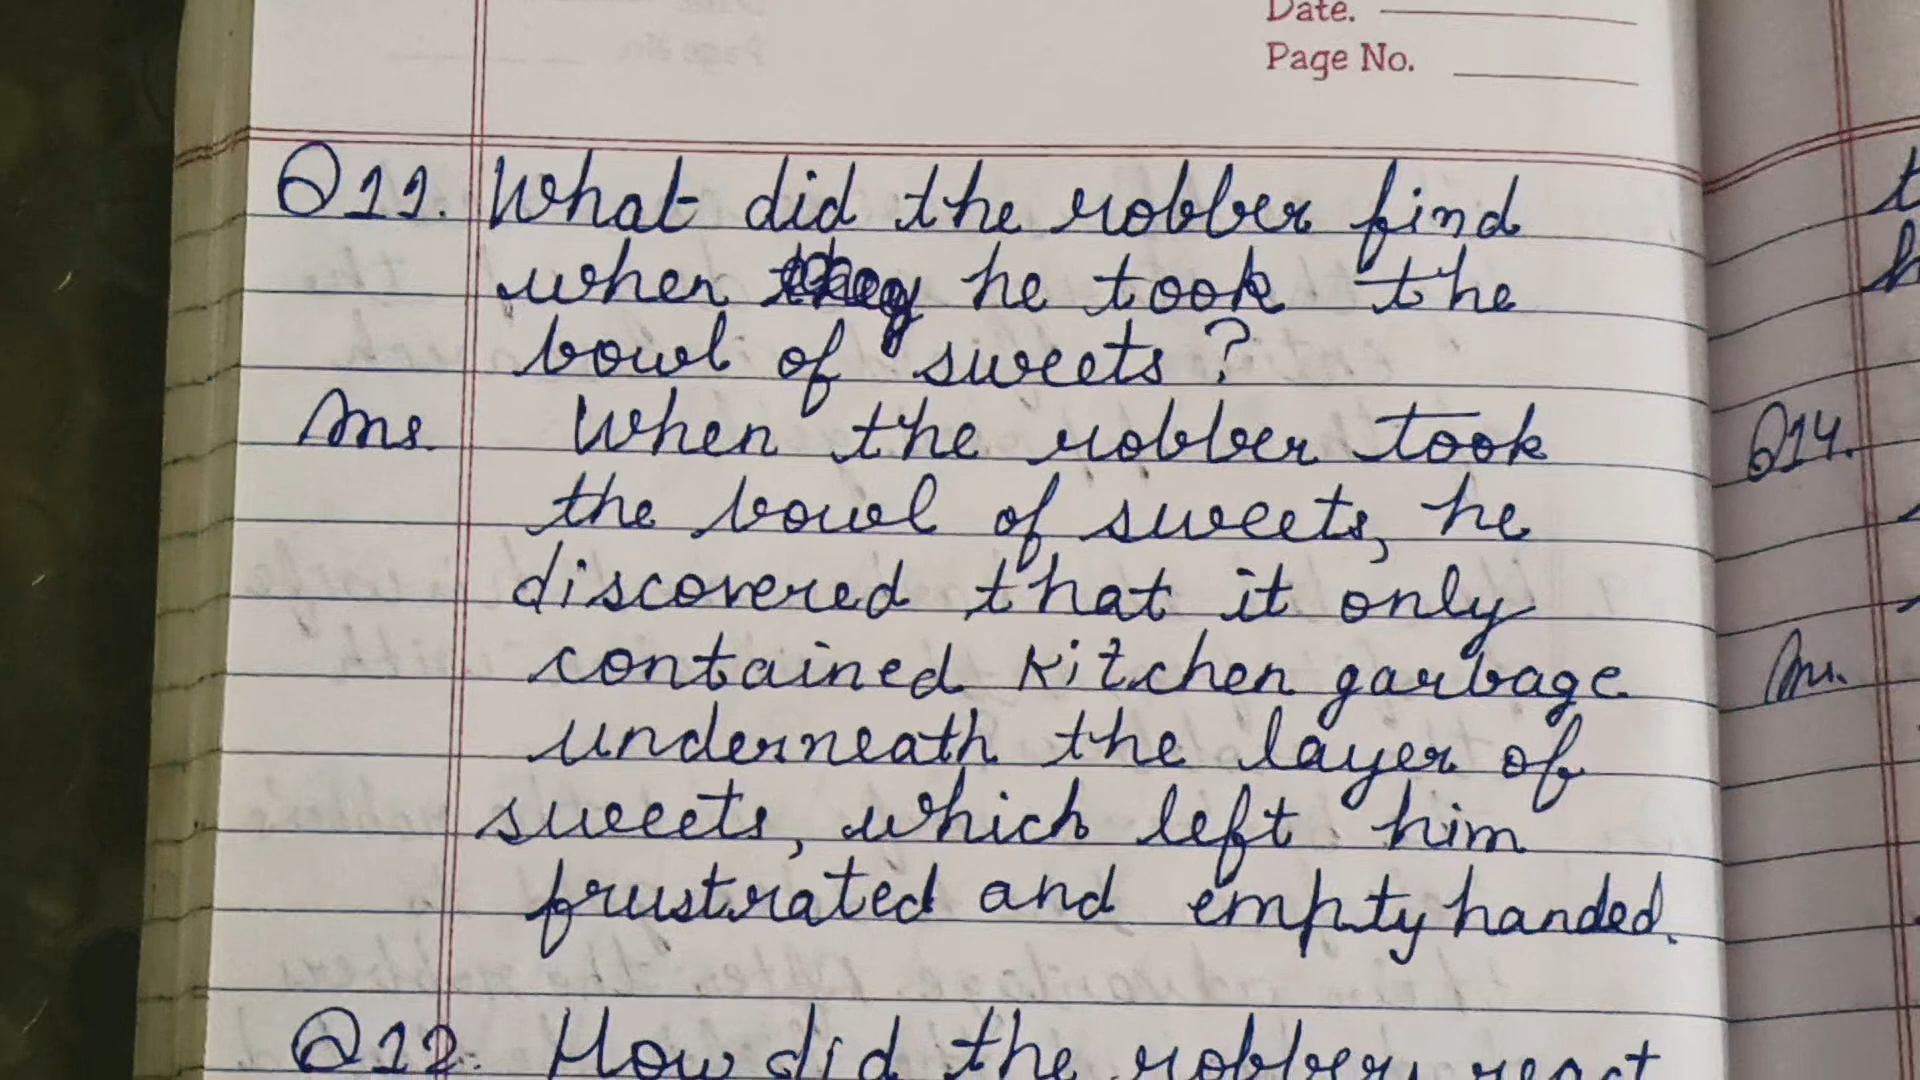 Date.
Page No.
Q11. What did the robber find
when he took the
bowl of sweets?
Ans. When the robber took
the bowl of sweets, he
discovered that it only
contained kitchen garbage
underneath the layer of
sweets, which left him
frustrated and empty handed.
Q12. How did the robbers react
Q14.
Ans.